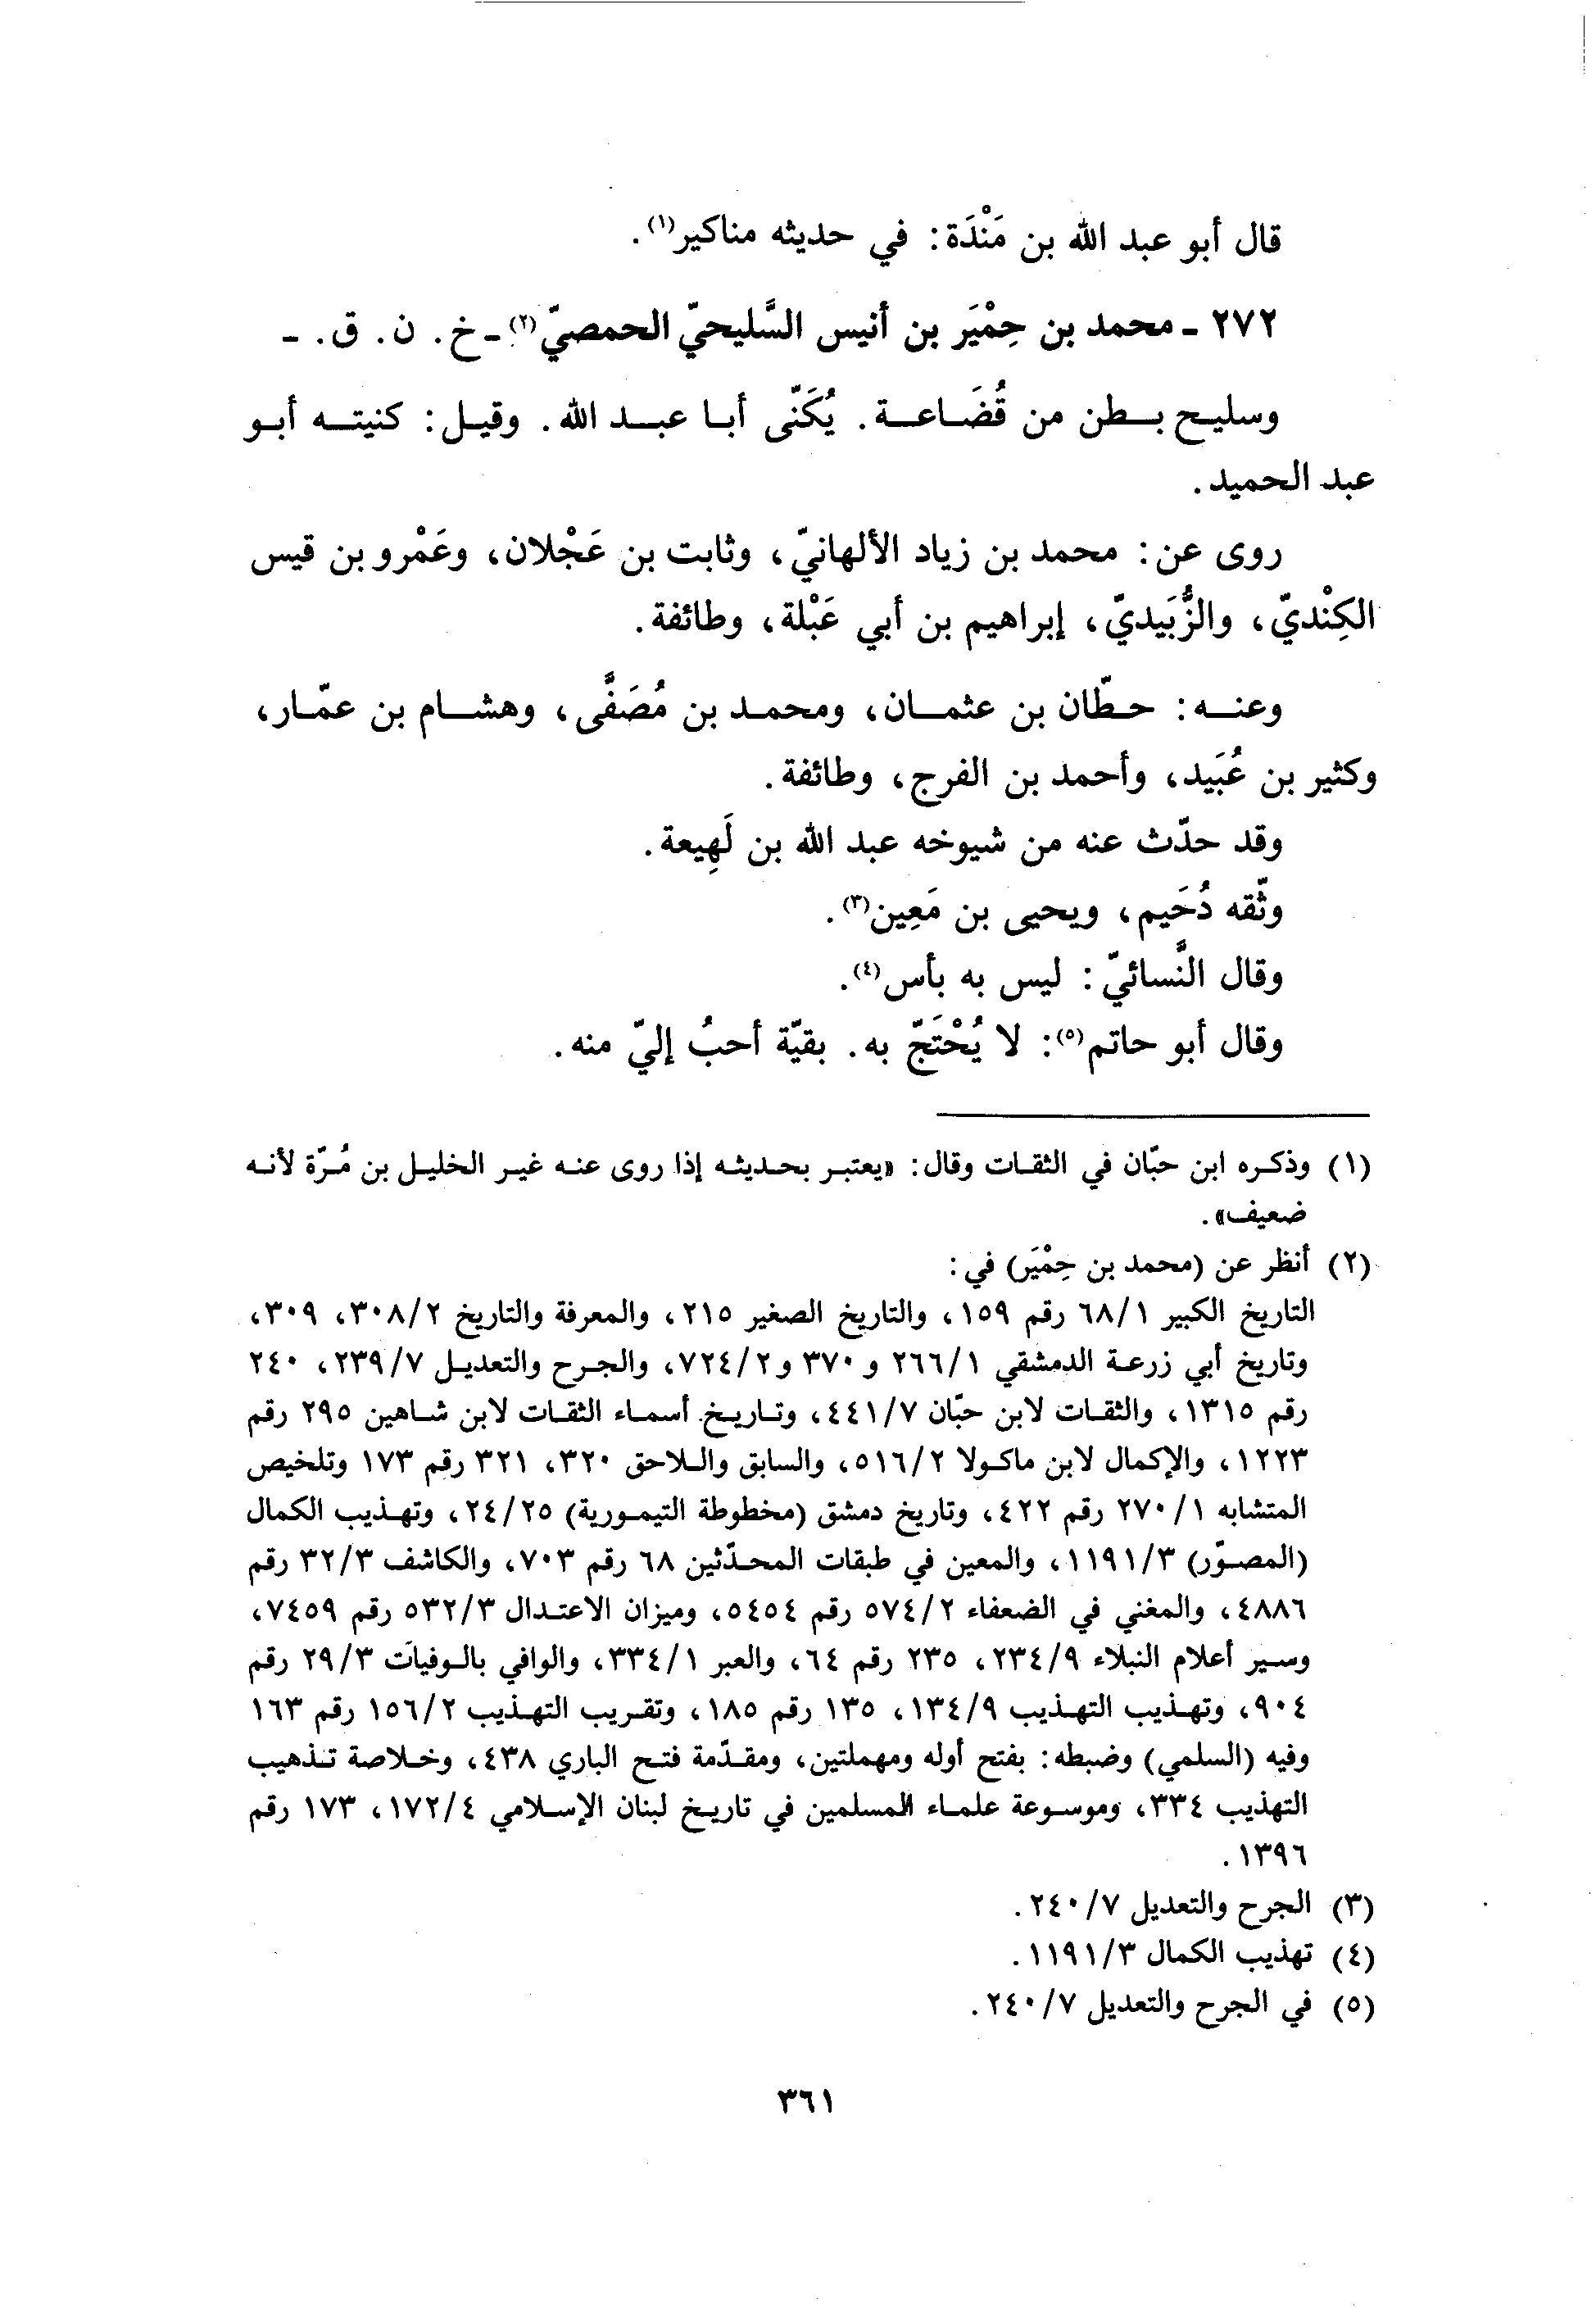 قال أبو عبد الله بن مَنْدَة: في حديثه مناكير(١).
٢٧٢ - محمد بن حِمْيَر بن أنيس السَّليحيّ الحمصيّ(٢) - خ. ن. ق. -
وسليح بطن من قُضَاعة. يُكَنّى أبا عبد الله. وقيل: كنيته أبو
عبد الحميد.
روى عن: محمد بن زياد الألهانيّ، وثابت بن عَجْلان، وعَمْرو بن قيس
الكِنْديّ، والزُّبَيديّ، إبراهيم بن أبي عَبْلة، وطائفة.
وعنه: حطّان بن عثمان، ومحمد بن مُصَفَّى، وهشام بن عمّار،
وكثير بن عُبَيد، وأحمد بن الفرج، وطائفة.
وقد حدّث عنه من شيوخه عبد الله بن لَهِيعة.
وثّقه دُحَيم، ويحيى بن مَعِين(٣).
وقال النَّسائيّ: ليس به بأس(٤).
وقال أبو حاتم(٥): لا يُحْتَجّ به. بقيّة أحبُ إليّ منه.
(١) وذكره ابن حبّان في الثقات وقال: «يعتبر بحديثه إذا روى عنه غير الخليل بن مُرّة لأنه
ضعيف».
(٢) أنظر عن (محمد بن حِمْيَر) في:
التاريخ الكبير ٦٨/١ رقم ١٥٩، والتاريخ الصغير ٢١٥، والمعرفة والتاريخ ٣٠٨/٢، ٣٠٩،
وتاريخ أبي زرعة الدمشقي ٢٦٦/١ و ٣٧٠ و٧٢٤/٢، والجرح والتعديل ٢٣٩/٧، ٢٤٠
رقم ١٣١٥، والثقات لابن حبّان ٤٤١/٧، وتاريخ أسماء الثقات لابن شاهين ٢٩٥ رقم
١٢٢٣، والإكمال لابن ماكولا ٥١٦/٢، والسابق واللاحق ٣٢٠، ٣٢١ رقم ١٧٣ وتلخيص
المتشابه ٢٧٠/١ رقم ٤٢٢، وتاريخ دمشق (مخطوطة التيمورية) ٢٤/٢٥، وتهذيب الكمال
(المصوّر) ١١٩١/٣، والمعين في طبقات المحدّثين ٦٨ رقم ٧٠٣، والكاشف ٣٢/٣ رقم
٤٨٨٦، والمغني في الضعفاء ٥٧٤/٢ رقم ٥٤٥٤، وميزان الاعتدال ٥٣٢/٣ رقم ٧٤٥٩،
وسير أعلام النبلاء ٢٣٤/٩، ٢٣٥ رقم ٦٤، والعبر ٣٣٤/١، والوافي بالوفيات ٢٩/٣ رقم
٩٠٤، وتهذيب التهذيب ١٣٤/٩، ١٣٥ رقم ١٨٥، وتقريب التهذيب ١٥٦/٢ رقم ١٦٣
وفيه (السلمي) وضبطه: بفتح أوله ومهملتين، ومقدّمة فتح الباري ٤٣٨، وخلاصة تذهيب
التهذيب ٣٣٤، وموسوعة علماء المسلمين في تاريخ لبنان الإسلامي ١٧٢/٤، ١٧٣ رقم
١٣٩٦.
(٣) الجرح والتعديل ٢٤٠/٧.
(٤) تهذيب الكمال ١١٩١/٣.
(٥) في الجرح والتعديل ٢٤٠/٧.
٣٦١